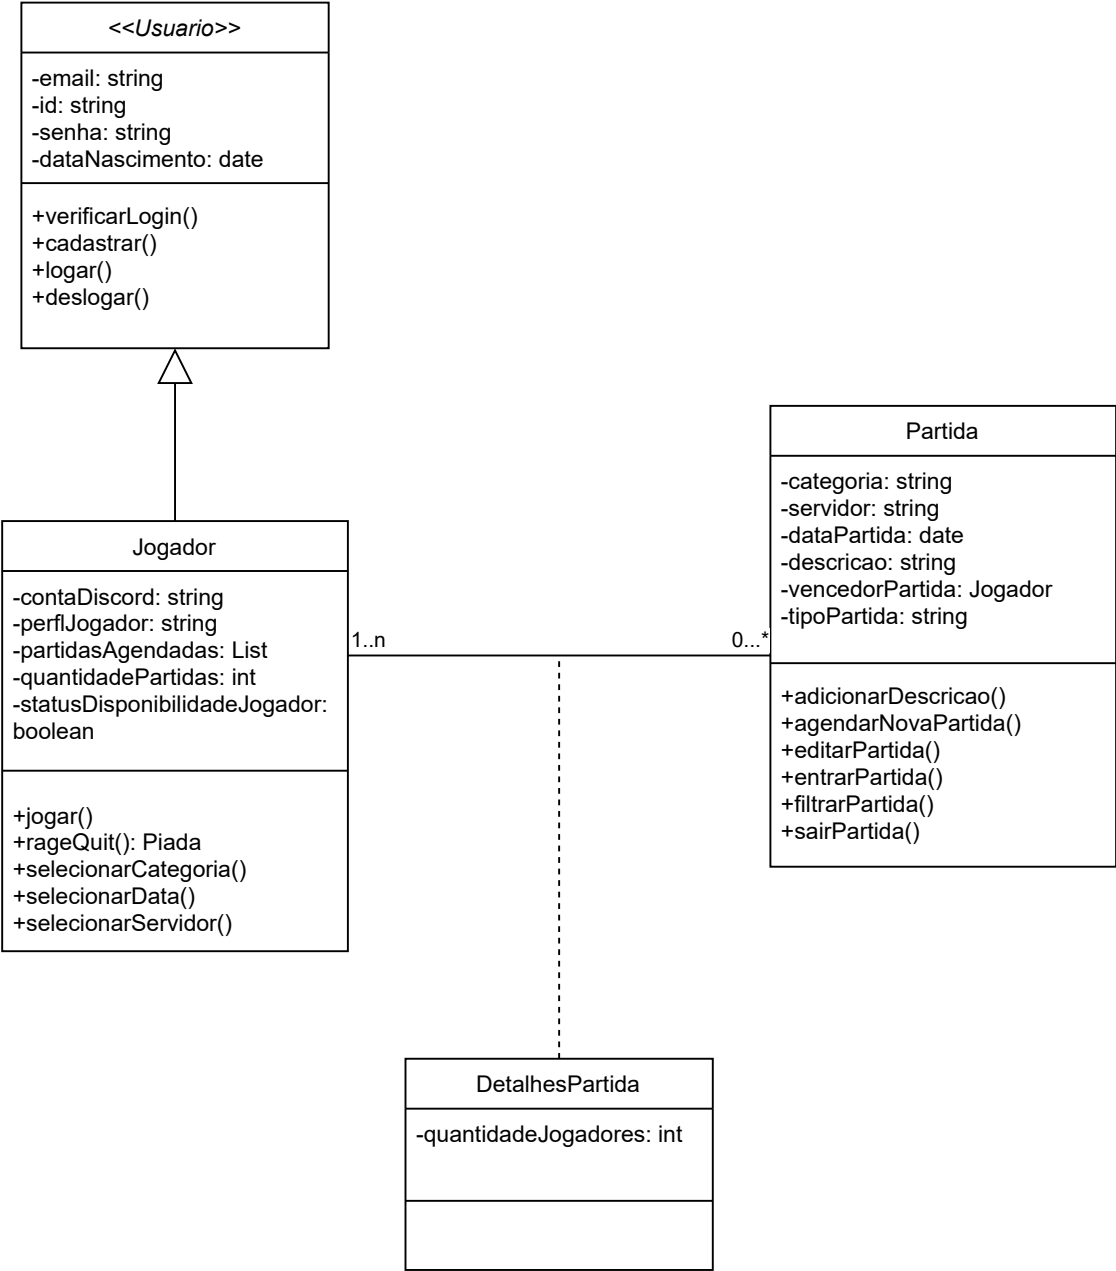 <<Usuario>>
-email: string
-id: string
-senha: string
-dataNascimento: date
+verificarLogin()
+cadastrar()
+logar()
+deslogar()
Partida
-categoria: string
-servidor: string
-dataPartida: date
-descricao: string
-vencedorPartida: Jogador
-tipoPartida: string
+adicionarDescricao()
+agendarNovaPartida()
+editarPartida()
+entrarPartida()
+filtrarPartida()
+sairPartida()
Jogador
-contaDiscord: string
-perflJogador: string
-partidasAgendadas: List
-quantidadePartidas: int
-statusDisponibilidadeJogador:
boolean
+jogar()
+rageQuit(): Piada
+selecionarCategoria()
+selecionarData()
+selecionarServidor()
1..n
0...*
DetalhesPartida
-quantidadeJogadores: int